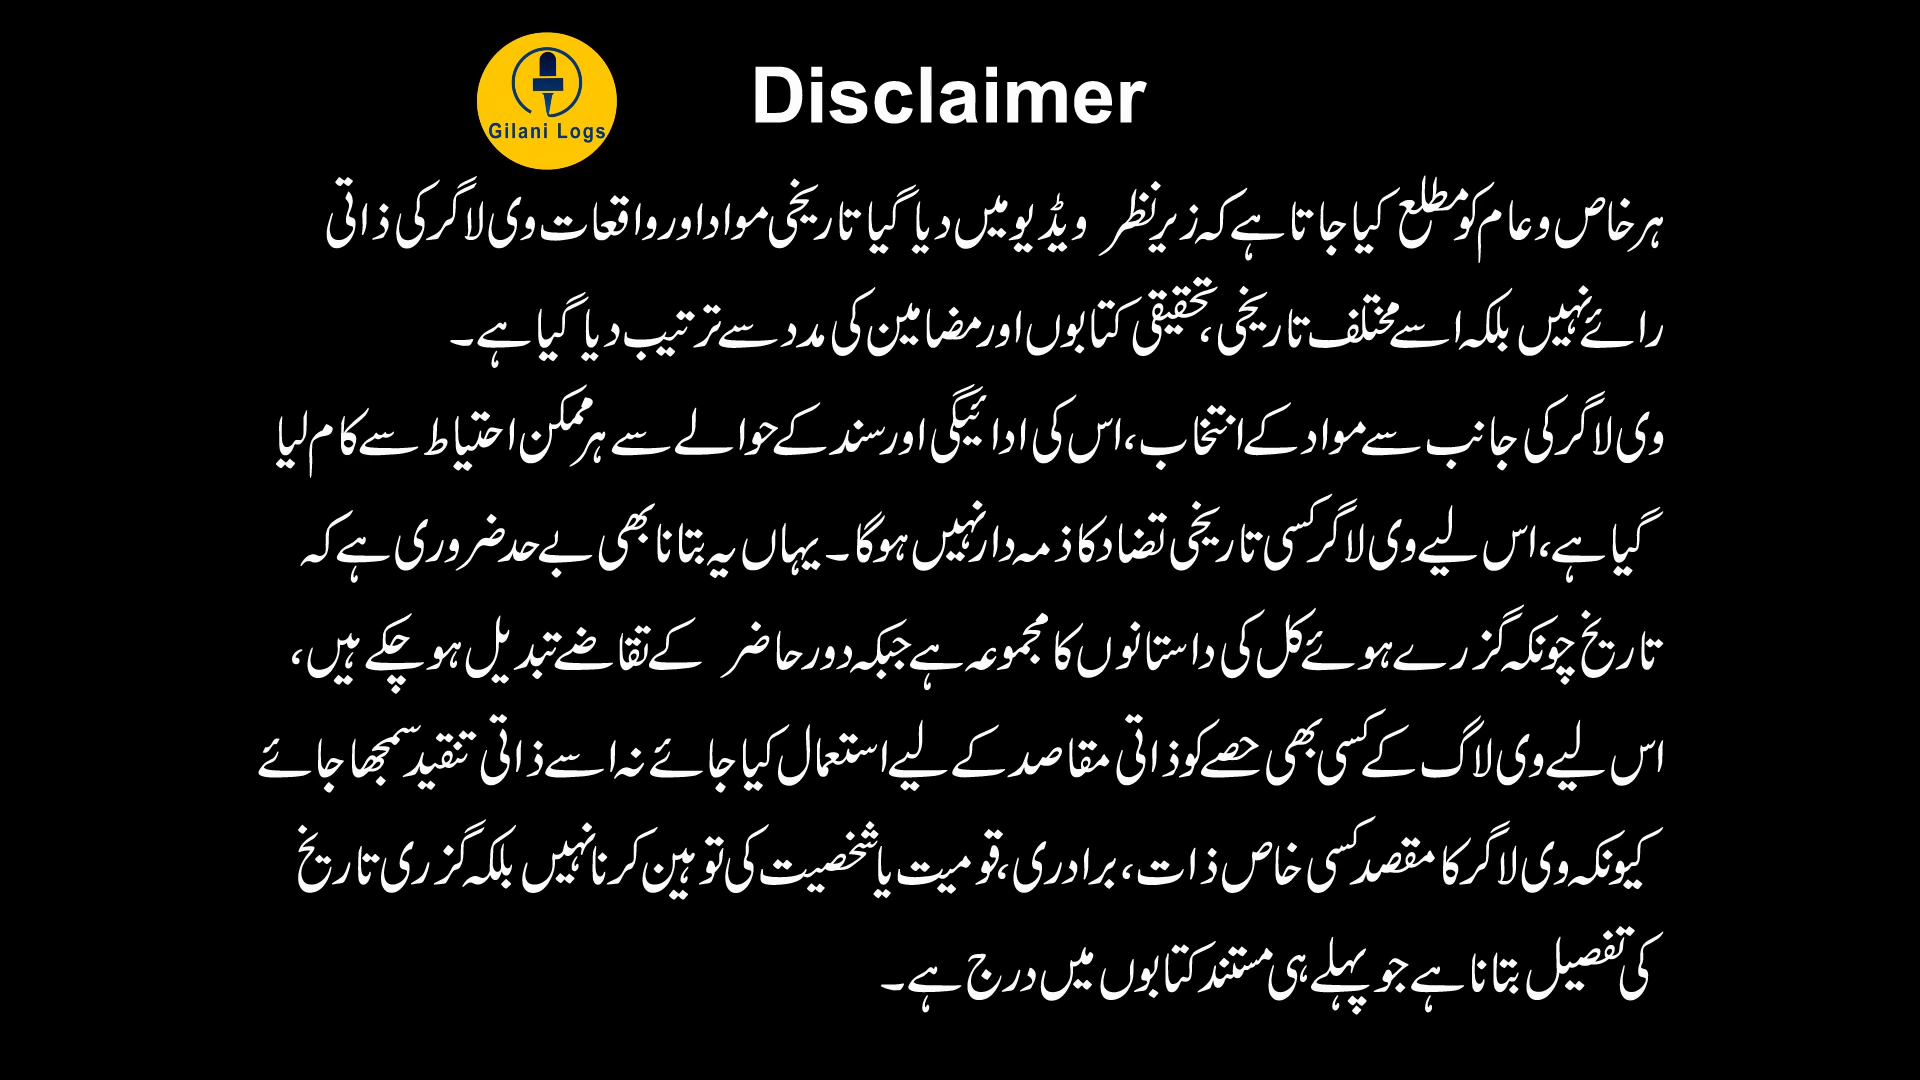 Gilani Logs
Disclaimer
ہر خاص و عام کو مطلع کیا جاتا ہے کہ زیر نظر ویڈیو میں دیا گیا تاریخی مواد اور واقعات وی لاگر کی ذاتی
رائے نہیں بلکہ اسے مختلف تاریخی، تحقیقی کتابوں اور مضامین کی مدد سے ترتیب دیا گیا ہے۔
وی لاگر کی جانب سے مواد کے انتخاب، اس کی ادائیگی اور سند کے حوالے سے ہر ممکن احتیاط سے کام لیا
گیا ہے، اس لیے وی لاگر کسی تاریخی تضاد کا ذمہ دار نہیں ہوگا۔ یہاں یہ بتانا بھی بے حد ضروری ہے کہ
تاریخ چونکہ گزرے ہوئے کل کی داستانوں کا مجموعہ ہے جبکہ دور حاضر کے تقاضے تبدیل ہو چکے ہیں،
اس لیے وی لاگ کے کسی بھی حصے کو ذاتی مقاصد کے لیے استعمال کیا جائے نہ اسے ذاتی تنقید سمجھا جائے
کیونکہ وی لاگر کا مقصد کسی خاص ذات، برادری، قومیت یا شخصیت کی توہین کرنا نہیں بلکہ گزری تاریخ
کی تفصیل بتانا ہے جو پہلے ہی مستند کتابوں میں درج ہے۔